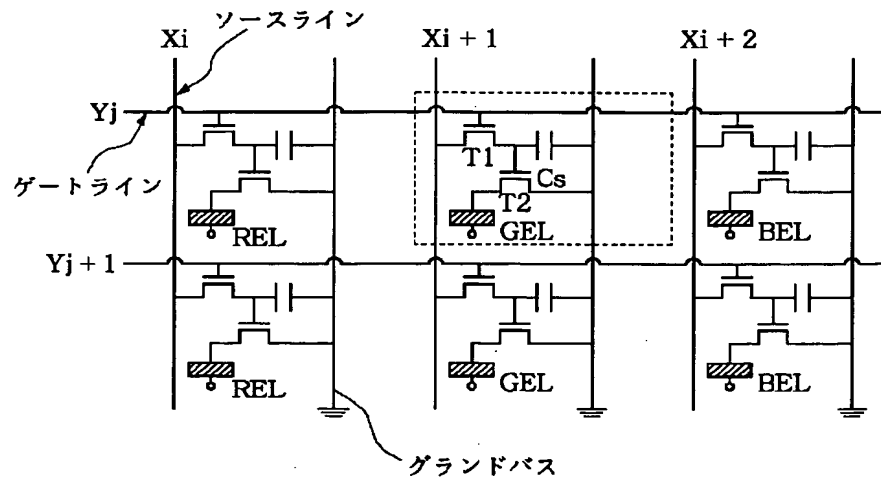 ソースライン
Xi
Xi + 1
Xi + 2
Yj
ゲートライン
T1
Cs
T2
REL
GEL
BEL
Yj + 1
REL
GEL
BEL
グランドバス